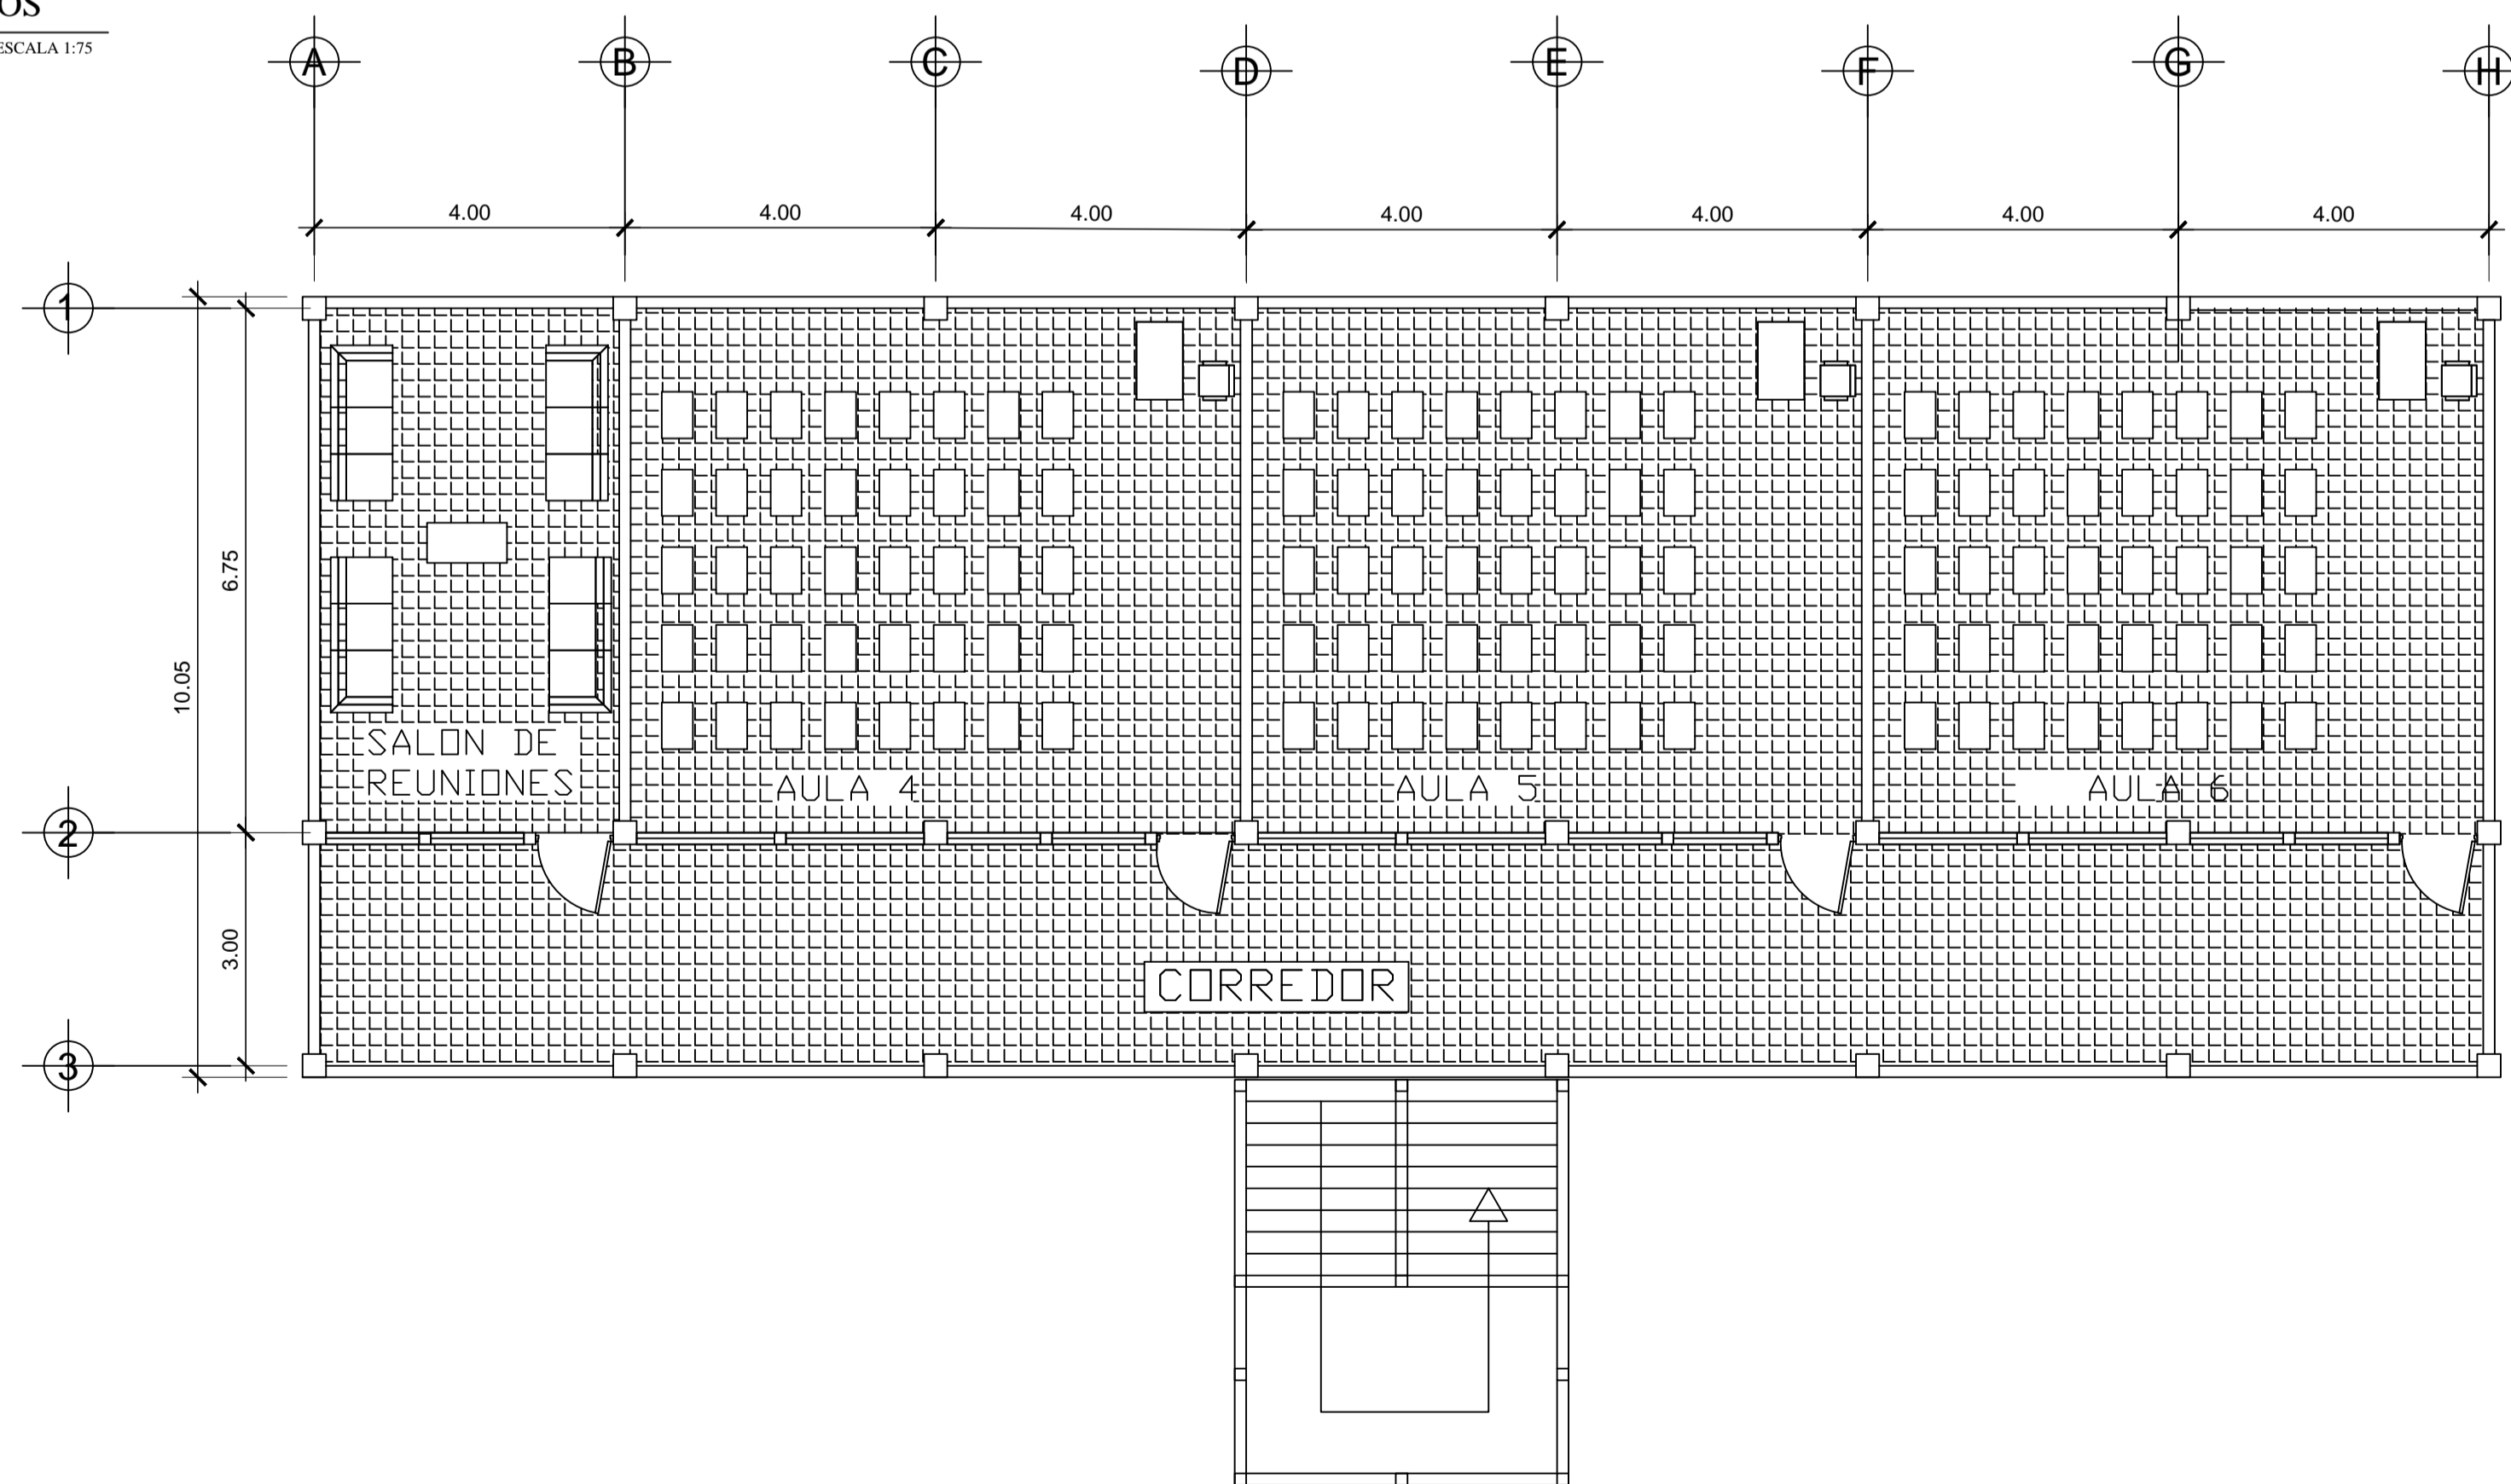 OS
ESCALA 1:75
A B C D E F G H
4.00 4.00 4.00 4.00 4.00 4.00 4.00
1
6.75
10.05
SALON DE
REUNIONES
AULA 4
AULA 5
AULA 6
2
3.00
CORREDOR
3